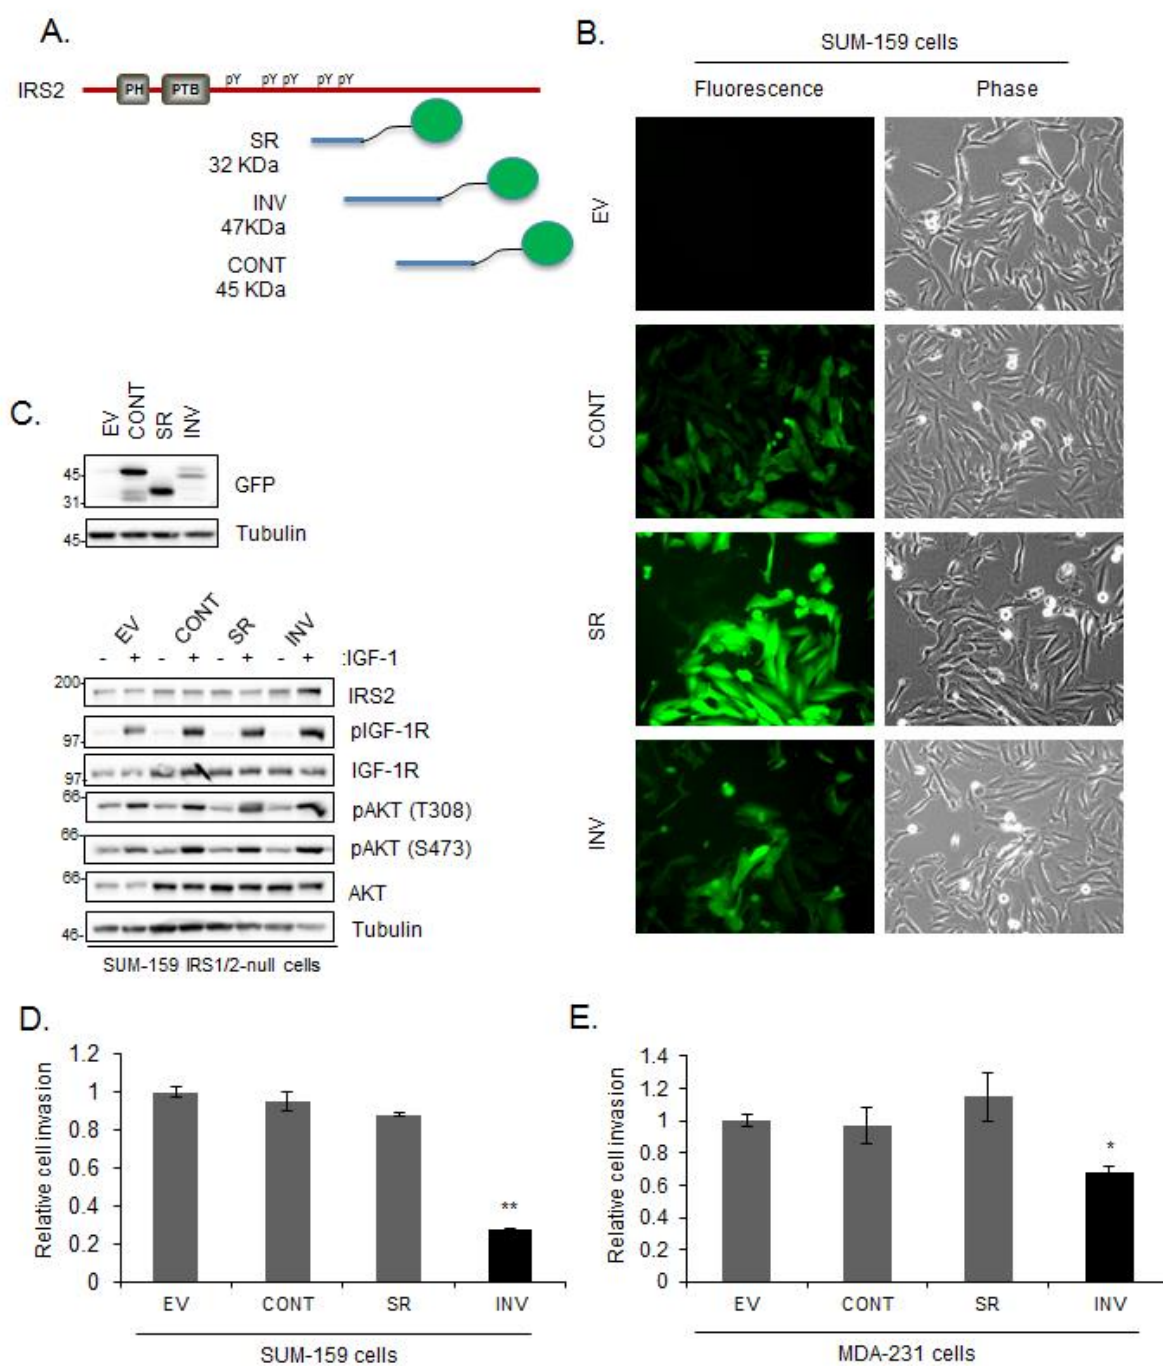 A.
IRS2
PH
PTB
pY
pY pY
pY pY
SR
32 KDa
INV
47KDa
CONT
45 KDa
B.
SUM-159 cells
Fluorescence Phase
EV
CONT
SR
INV
C.
EV CONT SR INV
45-
31-
GFP
45-
Tubulin
EV CONT SR INV
- + - + - + - + :IGF-1
200-
IRS2
97-
pIGF-1R
97-
IGF-1R
66-
pAKT (T308)
66-
pAKT (S473)
66-
AKT
46-
Tubulin
SUM-159 IRS1/2-null cells
D.
Relative cell invasion
1.2
1
0.8
0.6
0.4
0.2
0
**
EV CONT SR INV
SUM-159 cells
E.
Relative cell invasion
1.4
1.2
1
0.8
0.6
0.4
0.2
0
*
EV CONT SR INV
MDA-231 cells